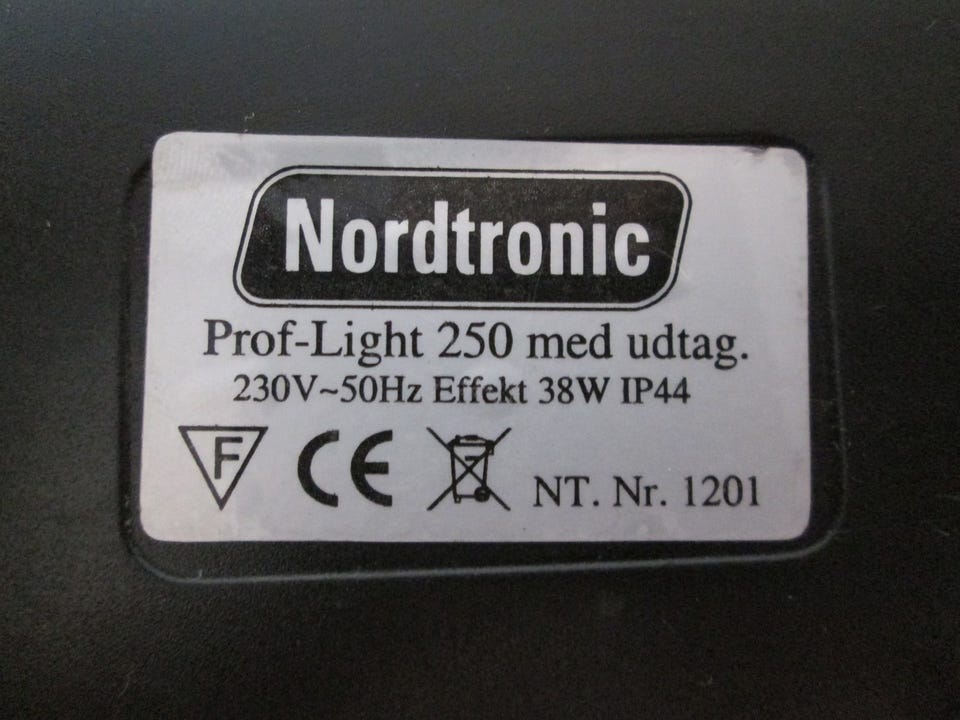 Nordtronic
Prof-Light 250 med udtag.
230V~50Hz Effekt 38W IP44
F CE NT. Nr. 1201